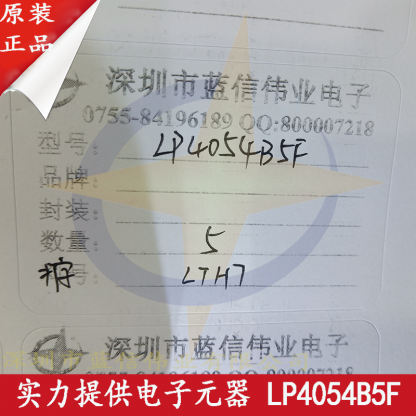 原装
正品
深圳市蓝信伟业电子
0755-84196189 QQ:800007218
型号: LP4054B5F
品牌:
封装:
数量: 5
号: LTH7
深圳市蓝信伟业电子
实力提供电子元器 LP4054B5F